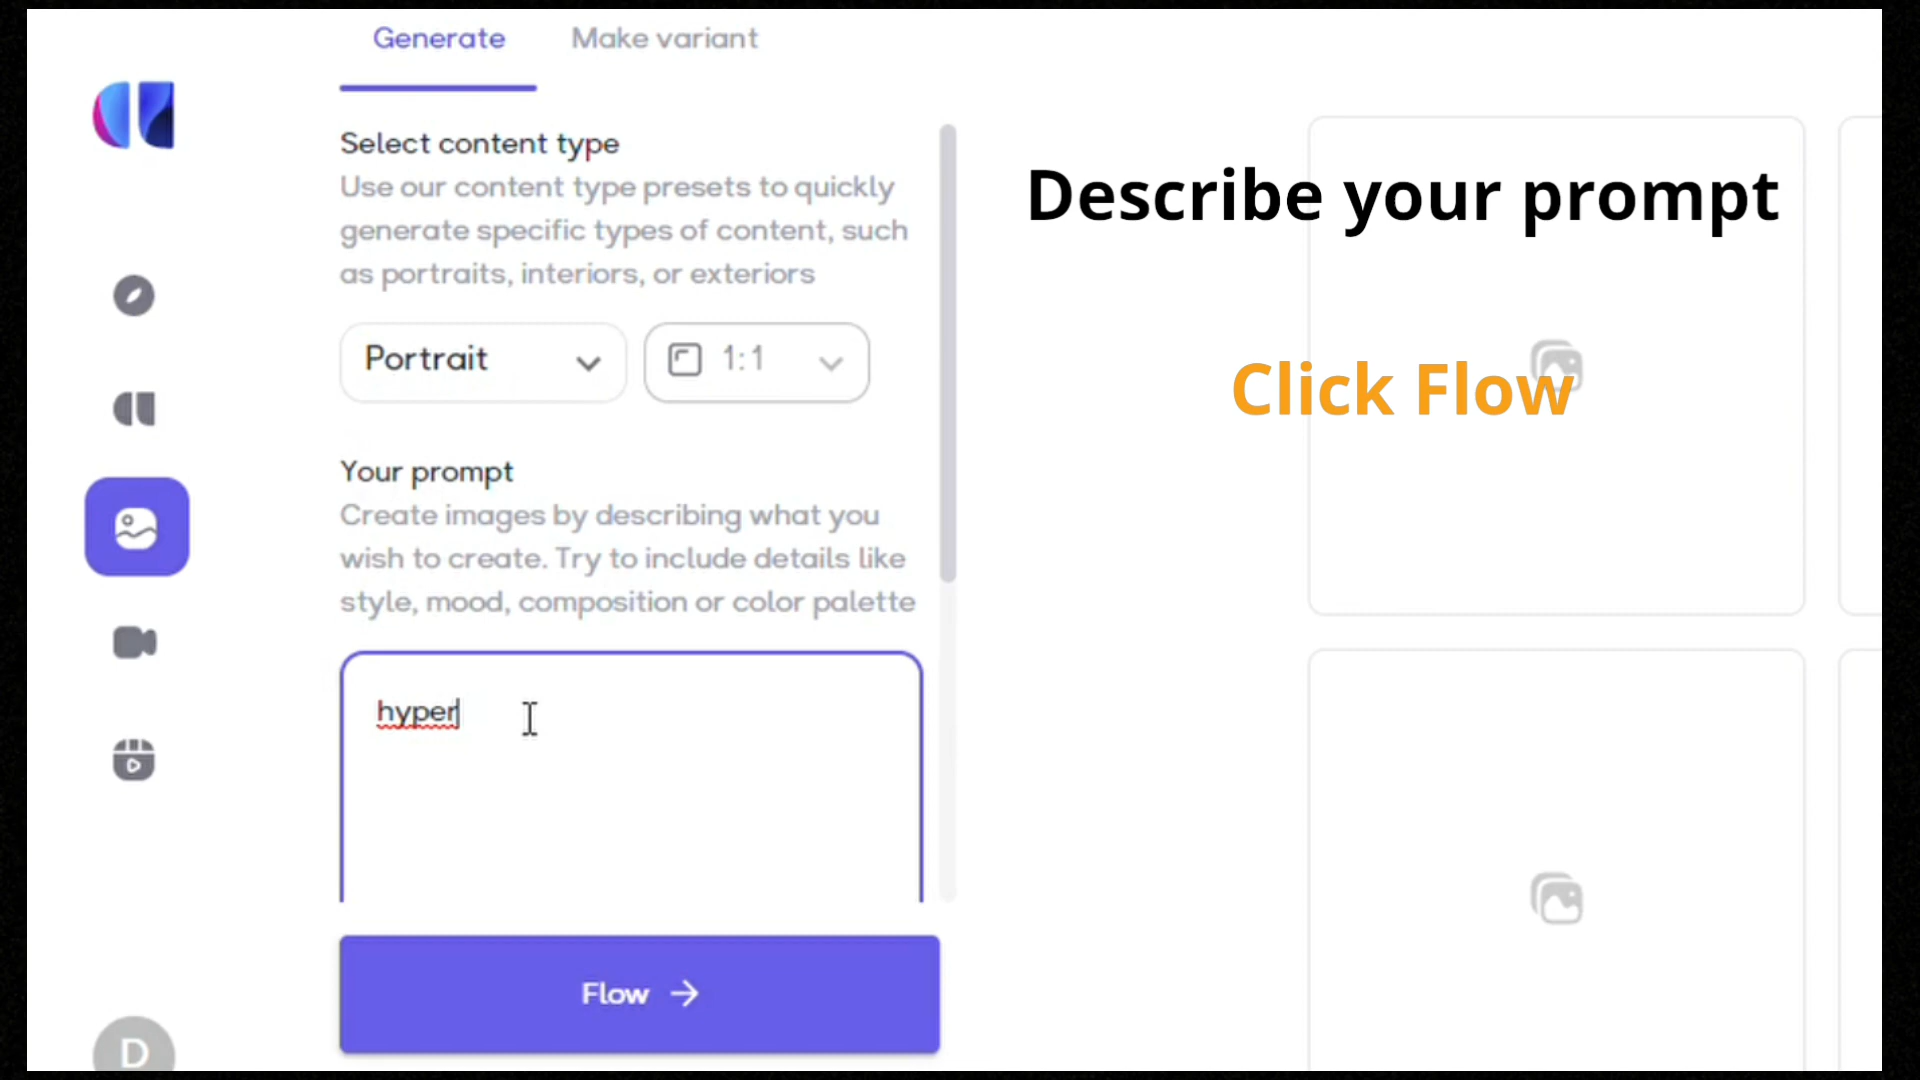 Generate
Make variant
Select content type
Use our content type presets to quickly
generate specific types of content, such
as portraits, interiors, or exteriors
Portrait
1:1
Your prompt
Create images by describing what you
wish to create. Try to include details like
style, mood, composition or color palette
hyper
Flow →
D
Describe your prompt
Click Flow